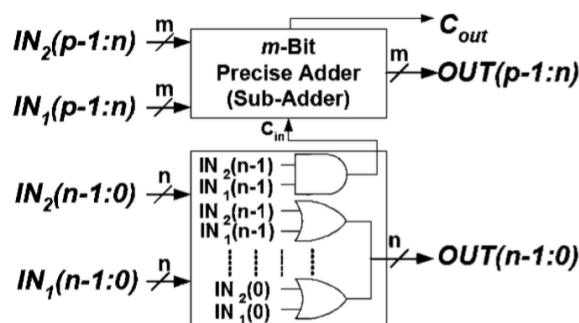 IN2(p-1:n)
m
m-Bit
Precise Adder
(Sub-Adder)
Cout
m
OUT(p-1:n)
IN1(p-1:n)
m
Cin
IN2(n-1:0)
n
IN2(n-1)
IN1(n-1)
IN2(n-1)
IN1(n-1)
n
OUT(n-1:0)
IN1(n-1:0)
n
IN2(0)
IN1(0)